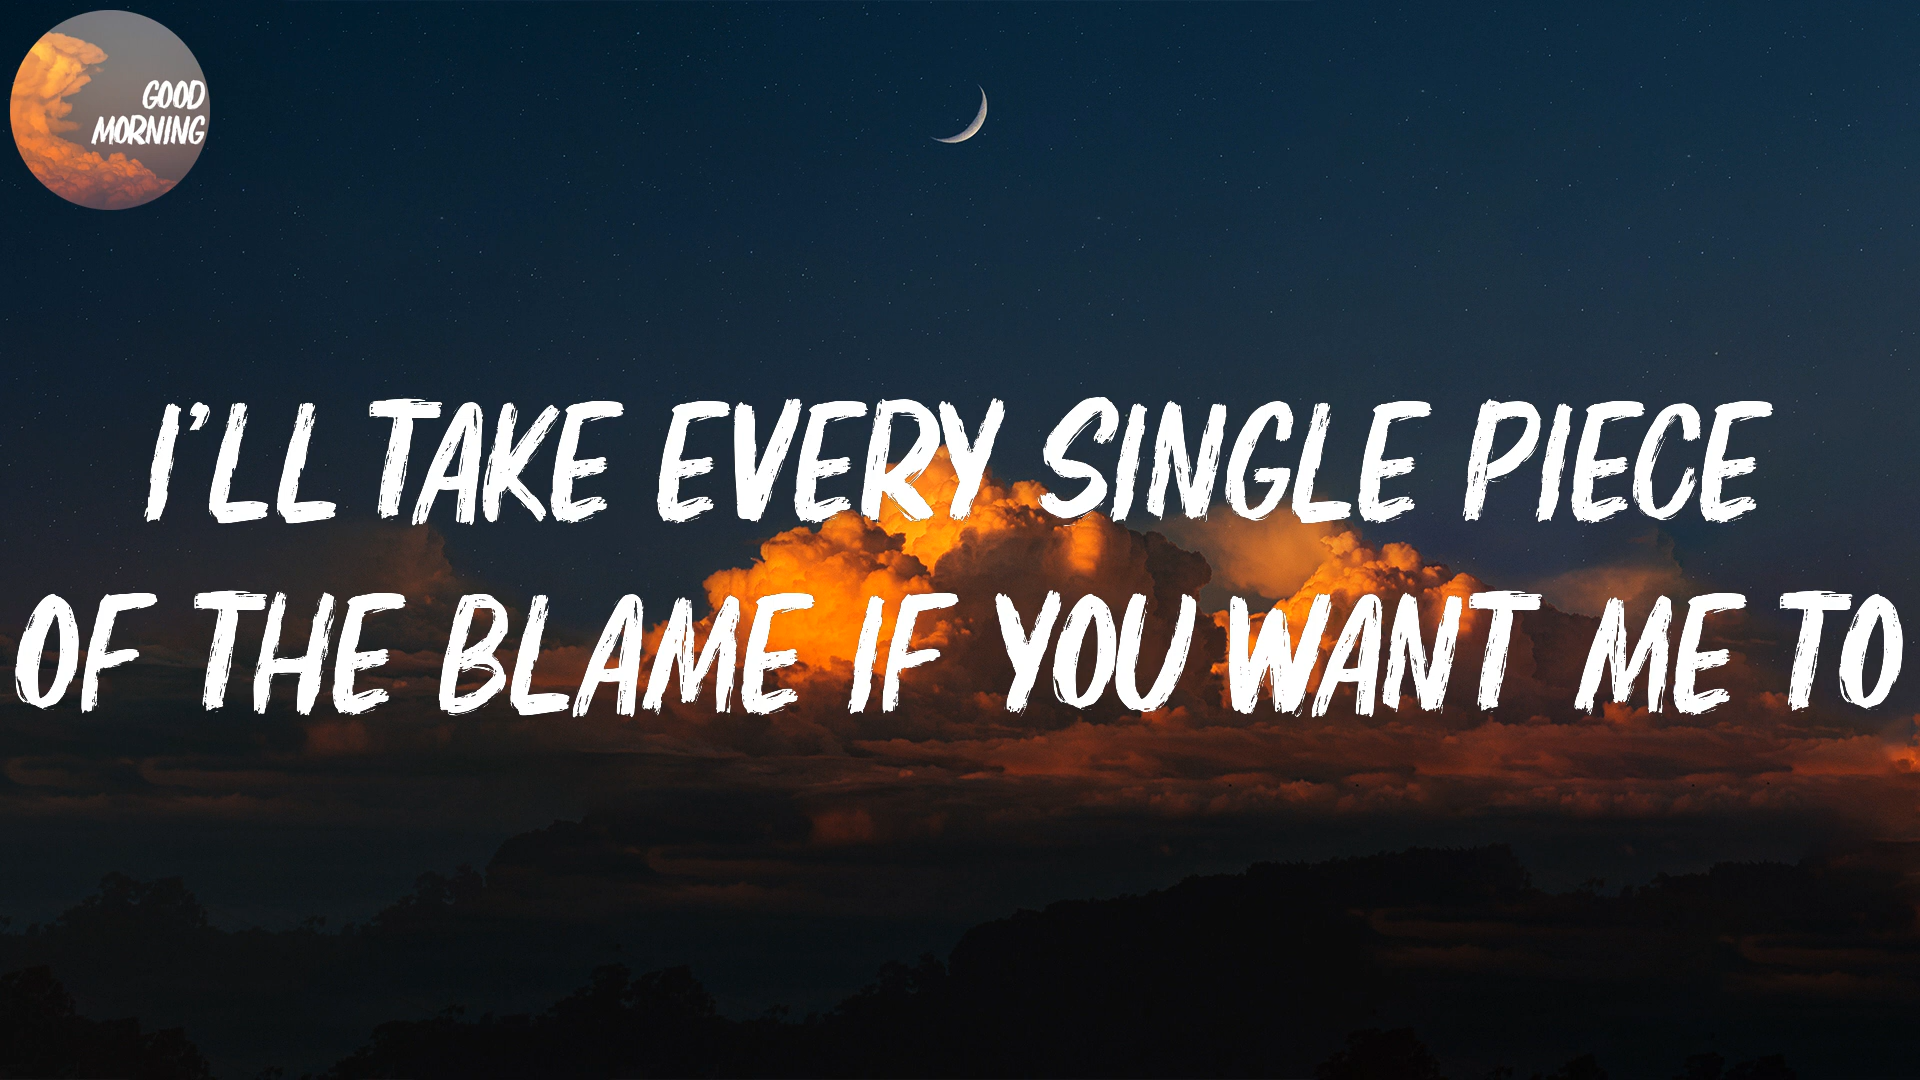 GOOD
MORNING
I'LL TAKE EVERY SINGLE PIECE
OF THE BLAME IF YOU WANT ME TO